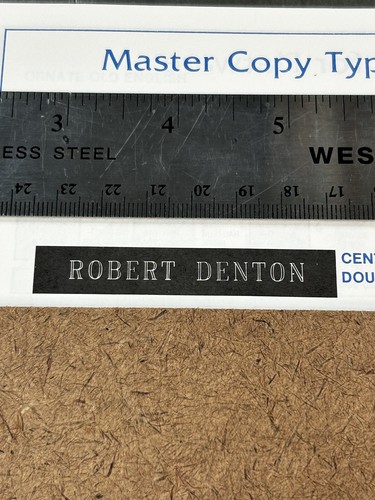 Master Copy Typ
3 4 5
ESS STEEL WES
24 23 22 21 20 19 18 17
ROBERT DENTON
CENT
DOU